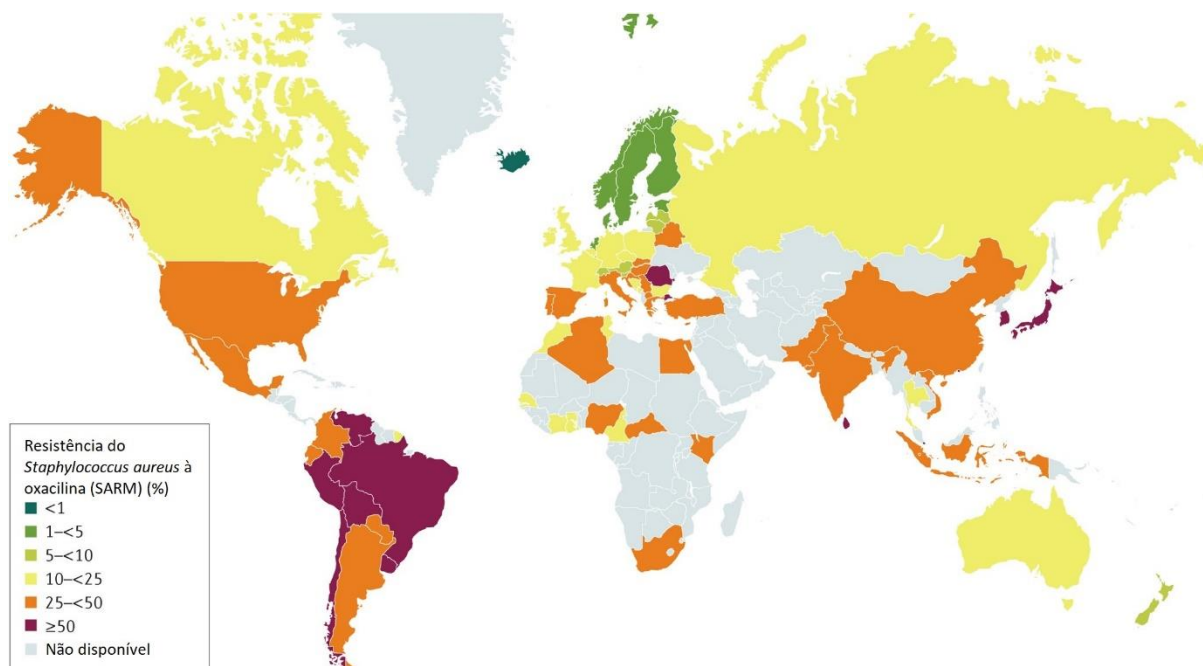 Resistência do
Staphylococcus aureus à
oxacilina (SARM) (%)
<1
1–<5
5–<10
10–<25
25–<50
≥50
Não disponível